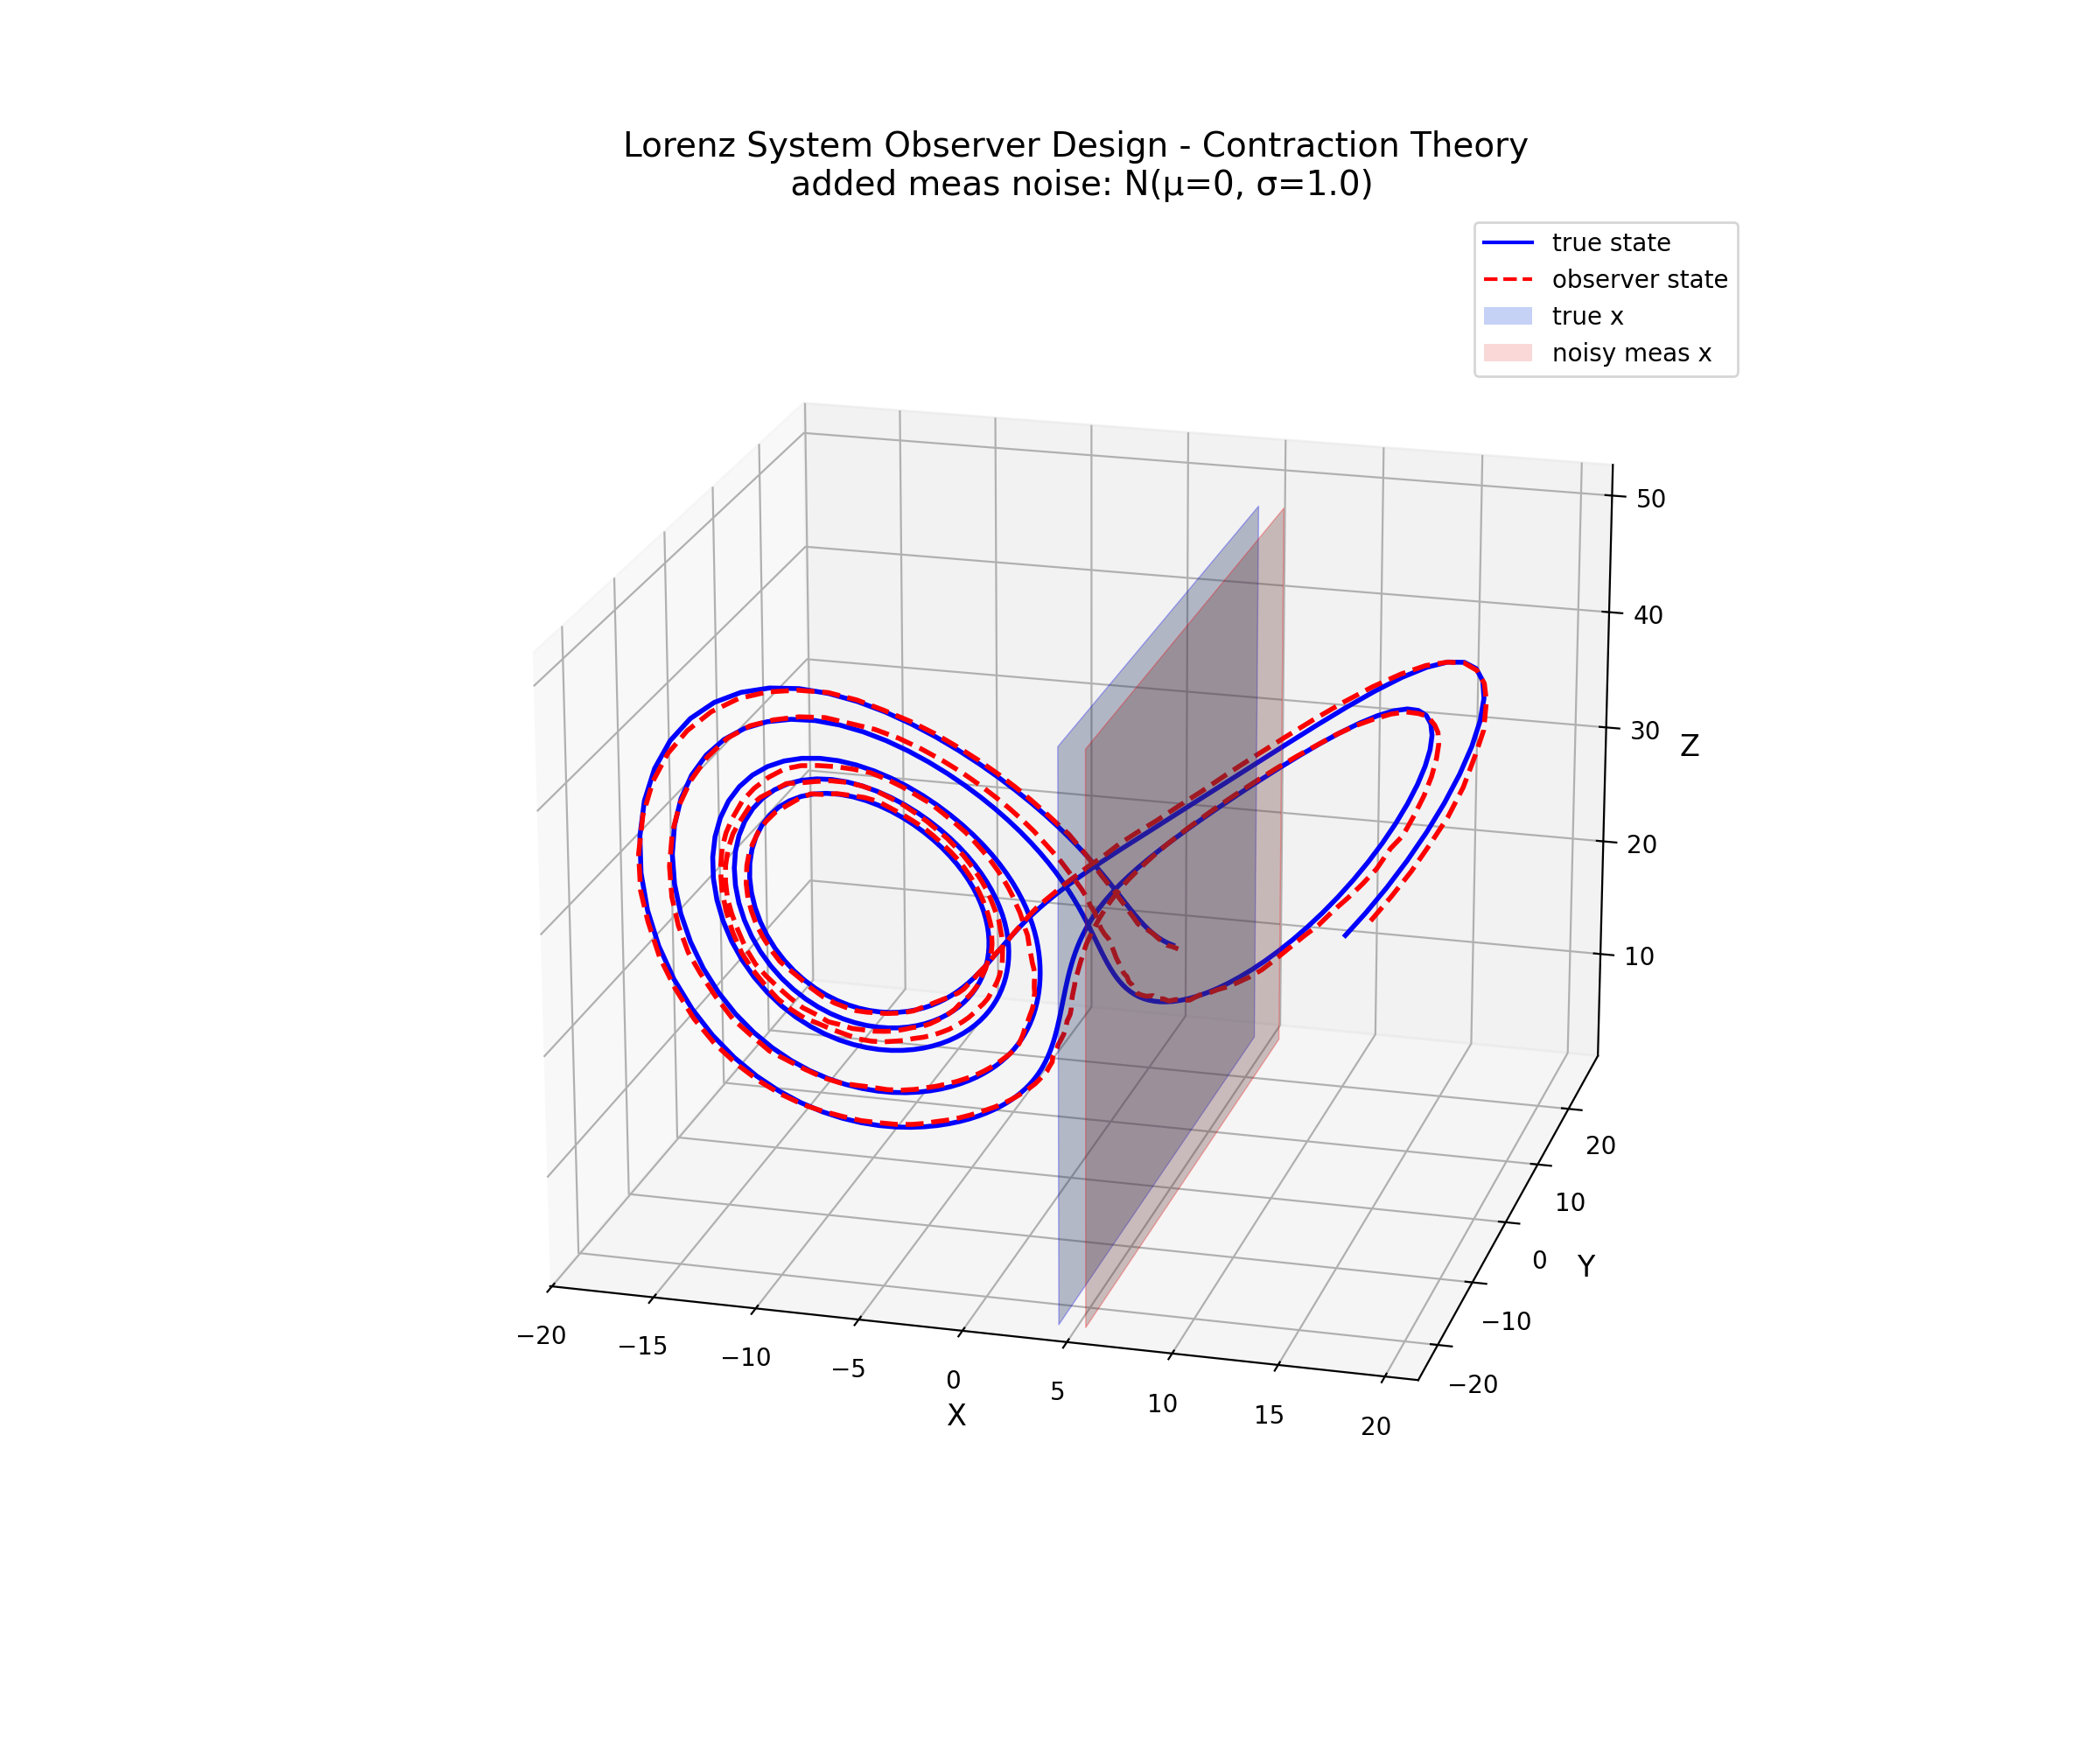 Lorenz System Observer Design - Contraction Theory
added meas noise: N(μ=0, σ=1.0)
true state
observer state
true x
noisy meas x
50
40
30
Z
20
10
20
10
0
Y
−10
−20
−20
−15
−10
−5
0
5
10
15
20
X